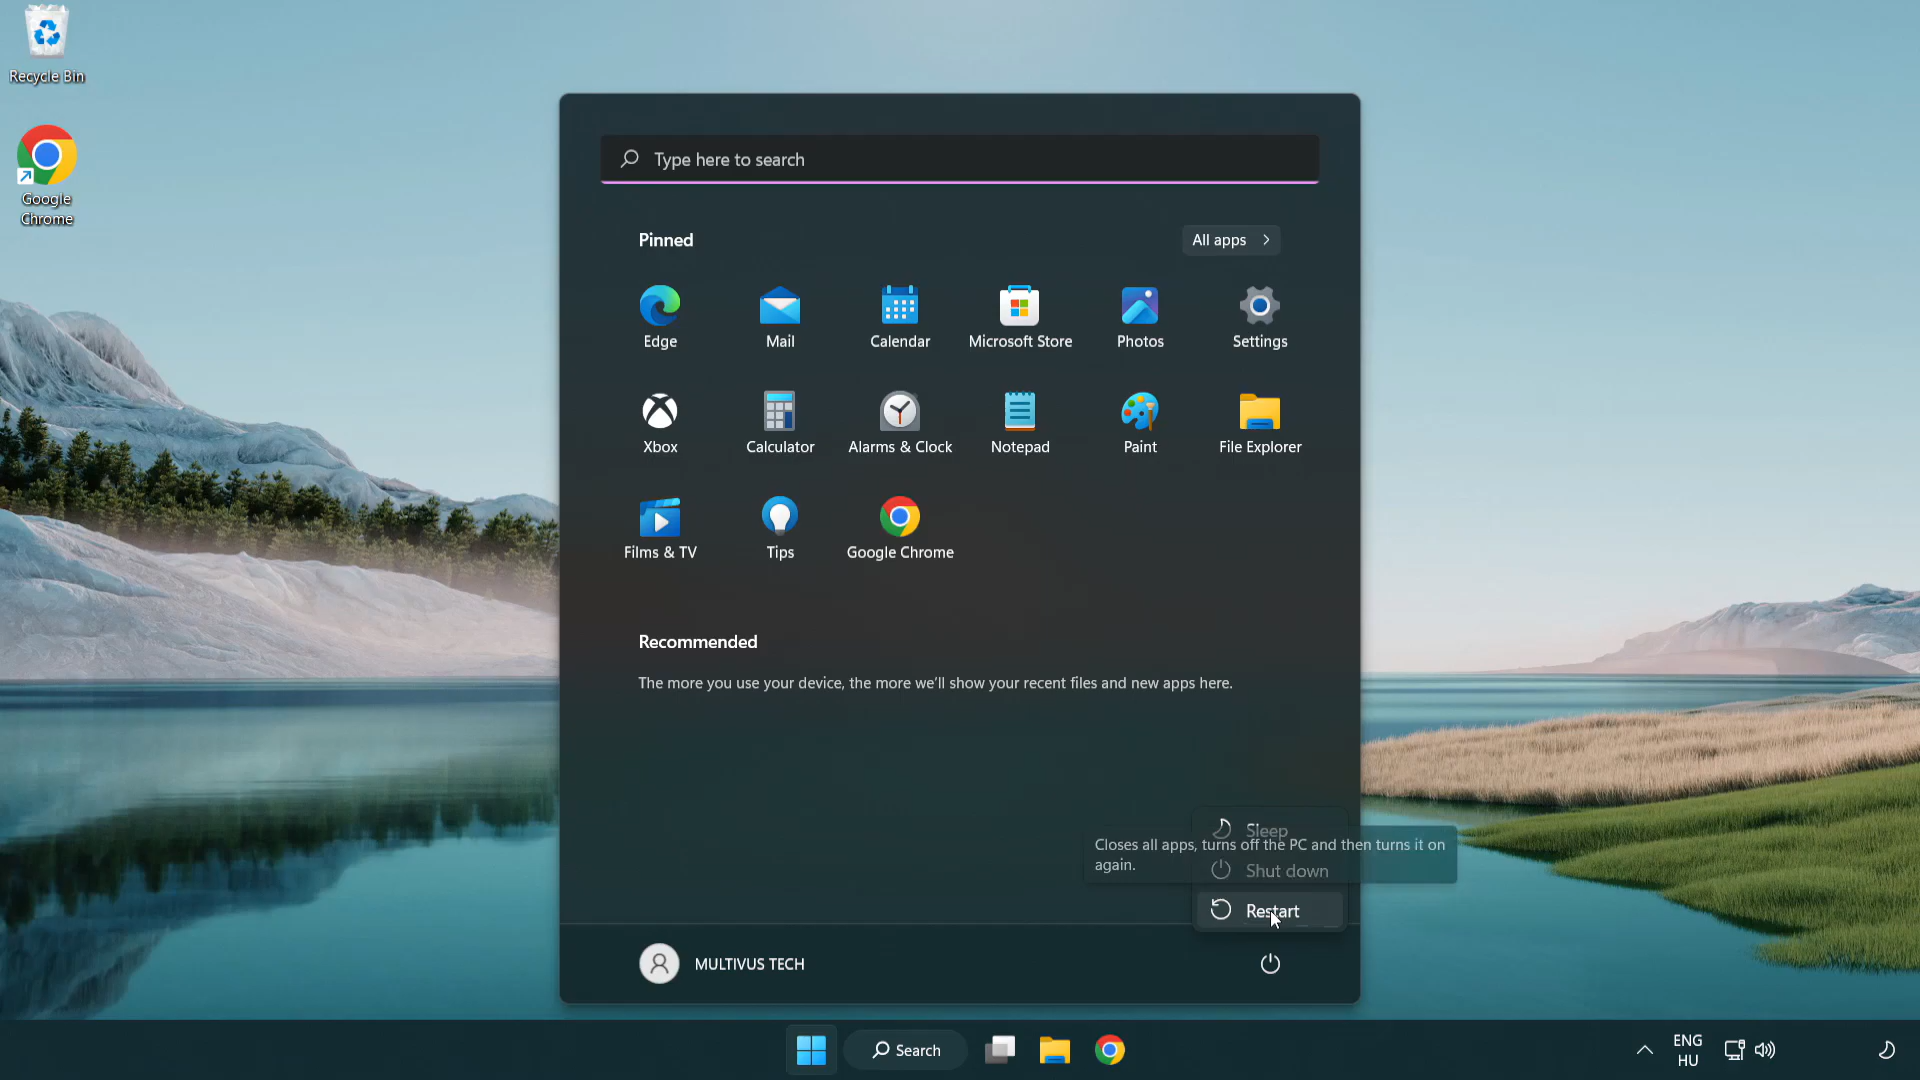 Recycle Bin
Google
Chrome
Type here to search
Pinned
All apps
Edge
Mail
Calendar
Microsoft Store
Photos
Settings
Xbox
Calculator
Alarms & Clock
Notepad
Paint
File Explorer
Films & TV
Tips
Google Chrome
Recommended
The more you use your device, the more we'll show your recent files and new apps here.
Sleep
Closes all apps, turns off the PC and then turns it on
again.
Shut down
Restart
MULTIVUS TECH
Search
ENG
HU